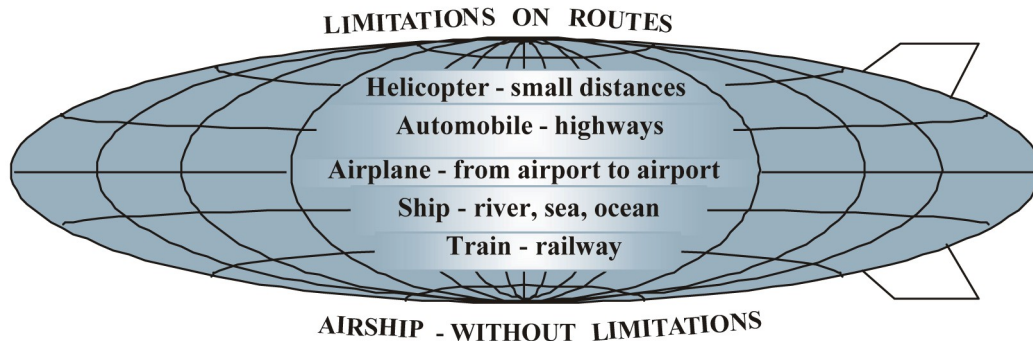 LIMITATIONS ON ROUTES
Helicopter - small distances
Automobile - highways
Airplane - from airport to airport
Ship - river, sea, ocean
Train - railway
AIRSHIP - WITHOUT LIMITATIONS